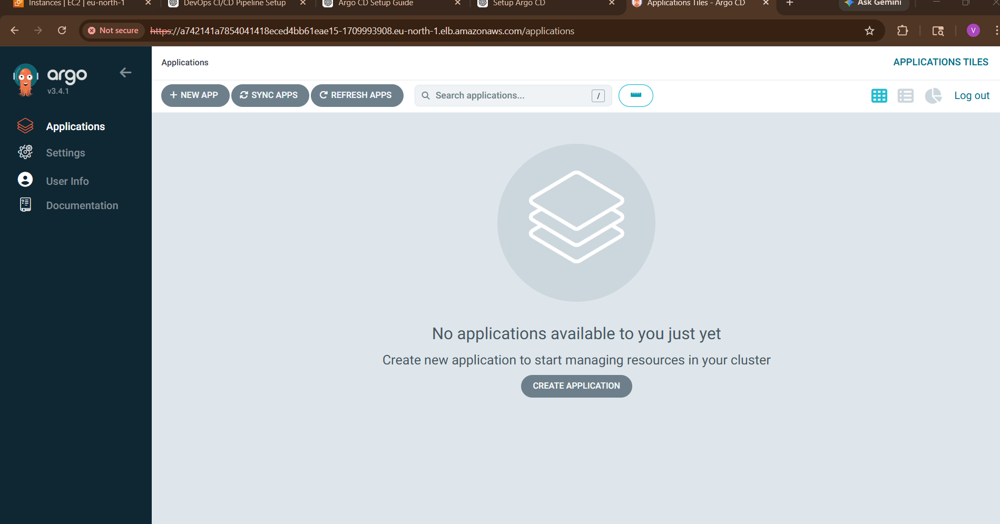 Instances | EC2 | eu-north-1
DevOps CI/CD Pipeline Setup
Argo CD Setup Guide
Setup Argo CD
Applications Tiles - Argo CD
Ask Gemini
Not secure
https://a742141a7854041418eced4bb61eae15-1709993908.eu-north-1.elb.amazonaws.com/applications
V
argo
v3.4.1
Applications
Settings
User Info
Documentation
Applications
APPLICATIONS TILES
NEW APP
SYNC APPS
REFRESH APPS
Search applications...
/
Log out
No applications available to you just yet
Create new application to start managing resources in your cluster
CREATE APPLICATION